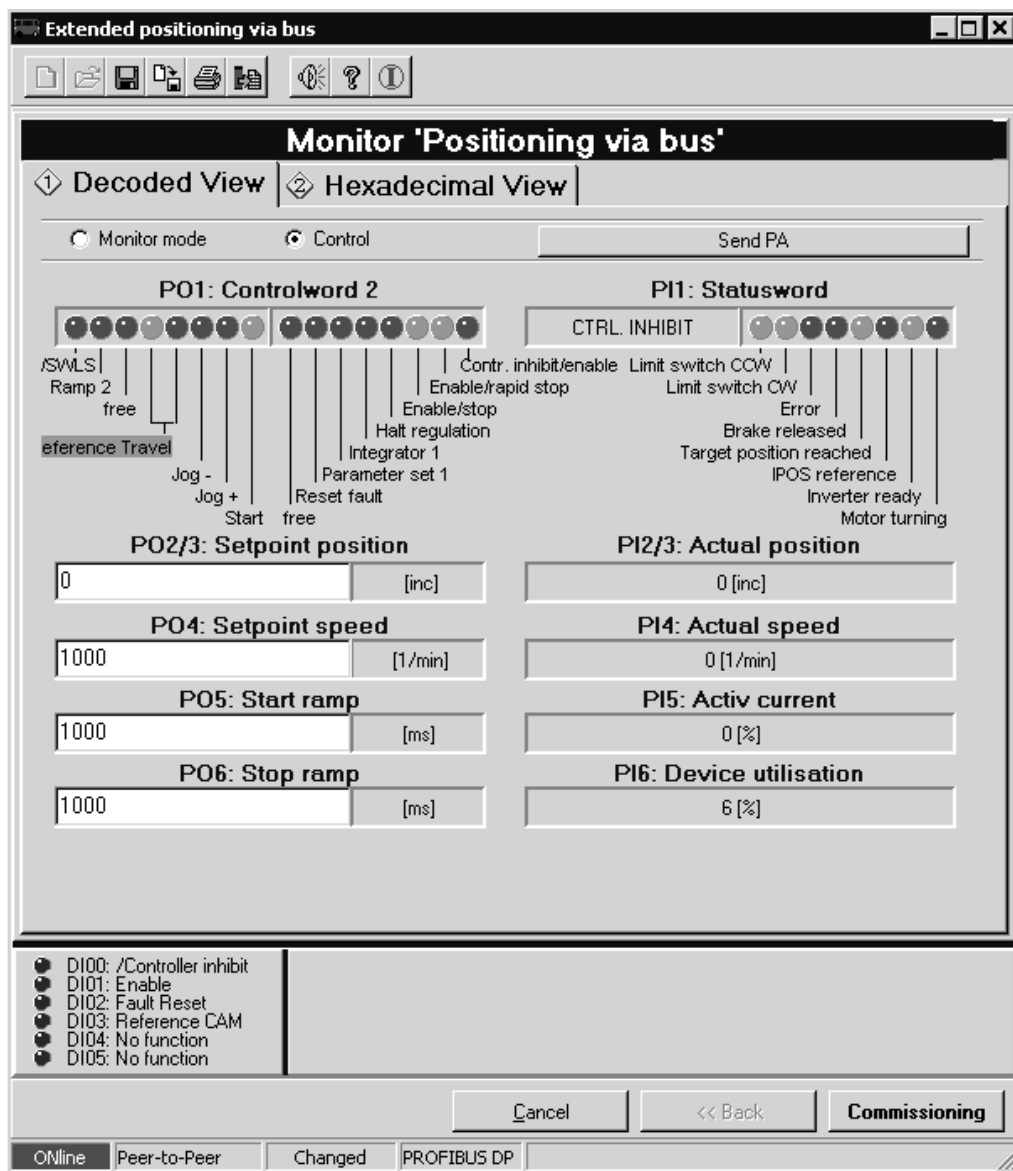 Extended positioning via bus
Monitor 'Positioning via bus'
1 Decoded View
2 Hexadecimal View
Monitor mode
Control
Send PA
PO1: Controlword 2
PI1: Statusword
CTRL. INHIBIT
/SWLS
Ramp 2
free
eference Travel
Jog -
Jog +
Start
free
Reset fault
Parameter set 1
Integrator 1
Halt regulation
Enable/stop
Enable/rapid stop
Contr. inhibit/enable
Limit switch CCW
Limit switch CW
Error
Brake released
Target position reached
IPOS reference
Inverter ready
Motor turning
PO2/3: Setpoint position
0 [inc]
PI2/3: Actual position
0 [inc]
PO4: Setpoint speed
1000 [1/min]
PI4: Actual speed
0 [1/min]
PO5: Start ramp
1000 [ms]
PI5: Activ current
0 [%]
PO6: Stop ramp
1000 [ms]
PI6: Device utilisation
6 [%]
DI00: /Controller inhibit
DI01: Enable
DI02: Fault Reset
DI03: Reference CAM
DI04: No function
DI05: No function
Cancel
<< Back
Commissioning
ONline
Peer-to-Peer
Changed
PROFIBUS DP